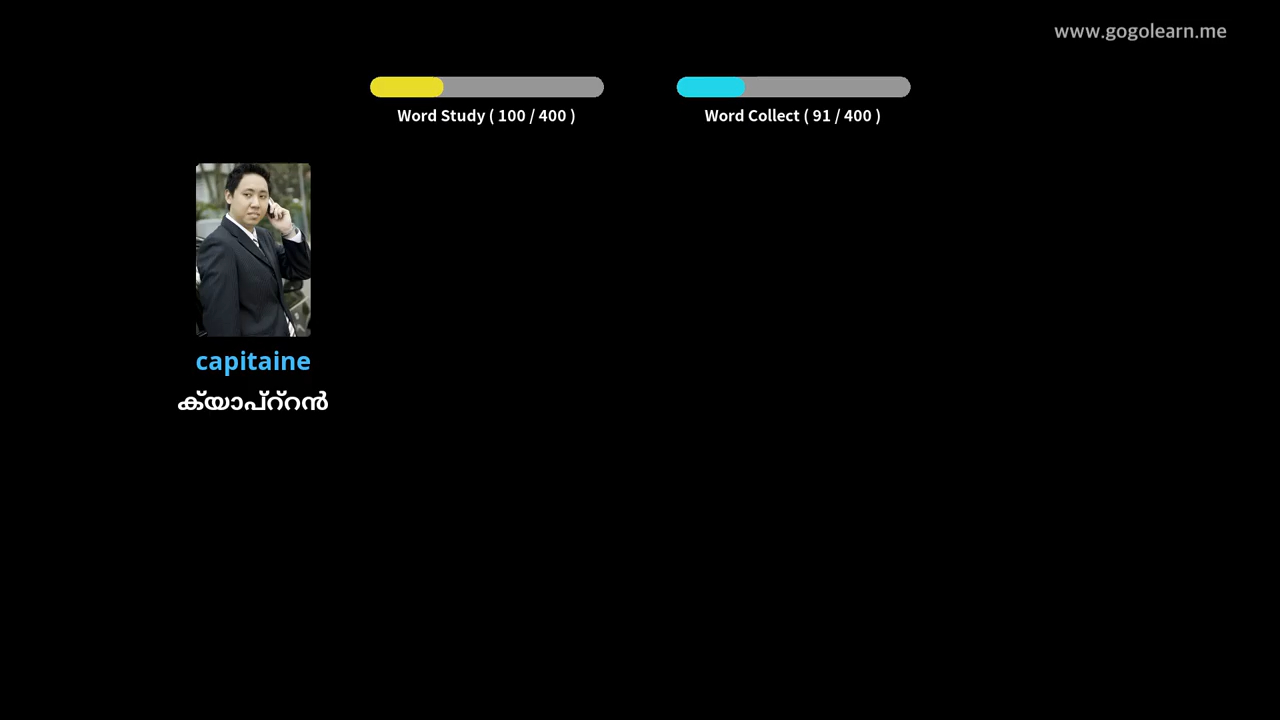 www.gogolearn.me
Word Study ( 100 / 400 )
Word Collect ( 91 / 400 )
capitaine
ക്യാപ്റ്റൻ